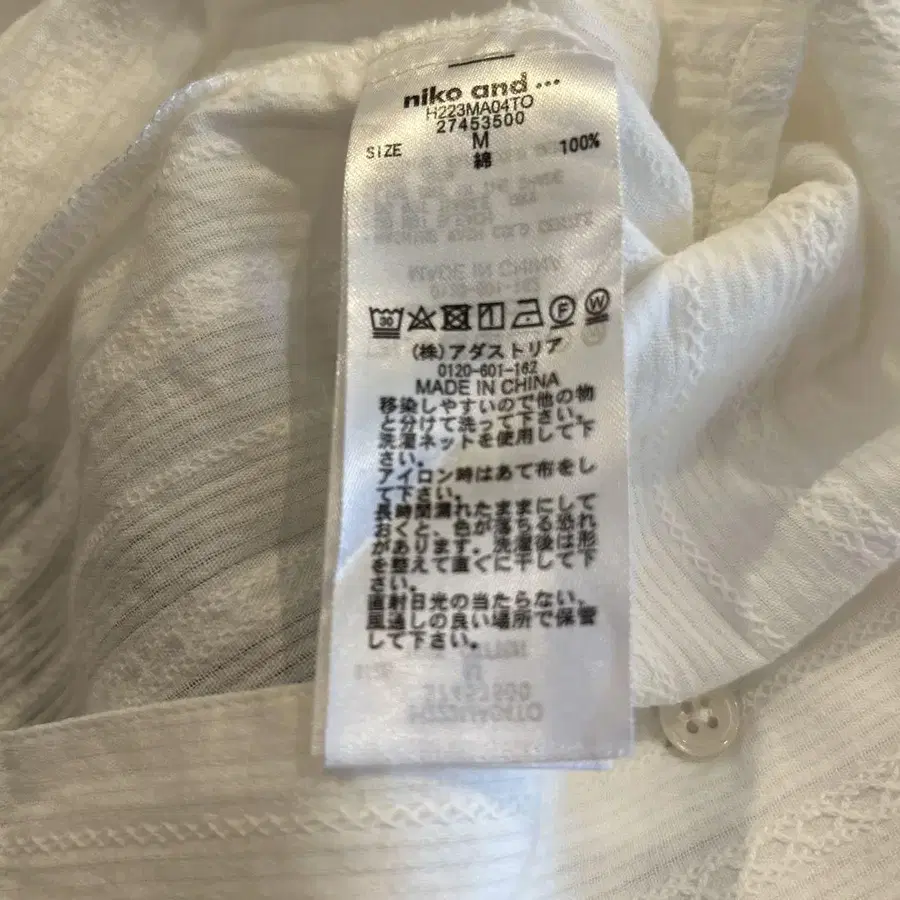 niko and ...
H223MA04TO
27453500
SIZE M
綿 100%
30 F W
(株)アダストリア
0120-601-162
MADE IN CHINA
移染しやすいので他の物
と分けて洗って下さい。
洗濯ネットを使用して下
さい。
アイロン時はあて布をし
て下さい。
長時間濡れたままにして
おくと、色が落ちる恐れ
があります。洗濯後は形
を整えて直ぐに干して下
さい。
直射日光の当たらない、
風通しの良い場所で保管
して下さい。